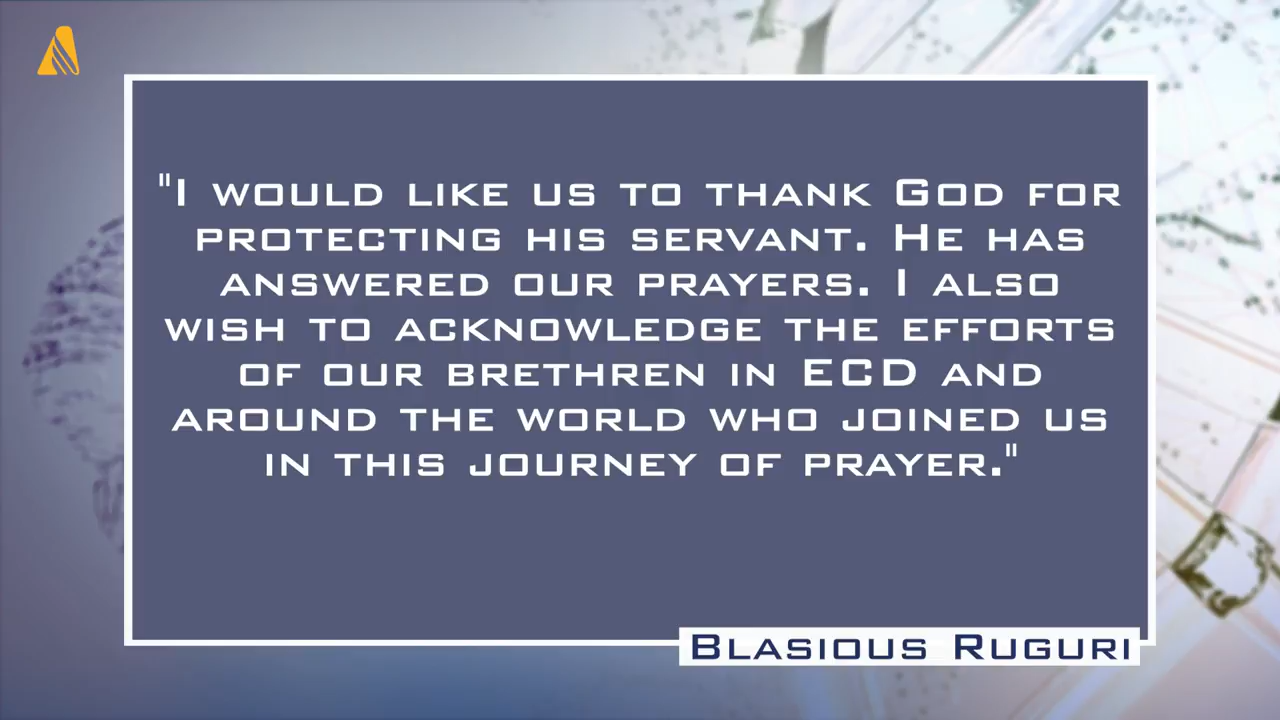 "I WOULD LIKE US TO THANK GOD FOR
PROTECTING HIS SERVANT. HE HAS
ANSWERED OUR PRAYERS. I ALSO
WISH TO ACKNOWLEDGE THE EFFORTS
OF OUR BRETHREN IN ECD AND
AROUND THE WORLD WHO JOINED US
IN THIS JOURNEY OF PRAYER."
BLASIOUS RUGURI